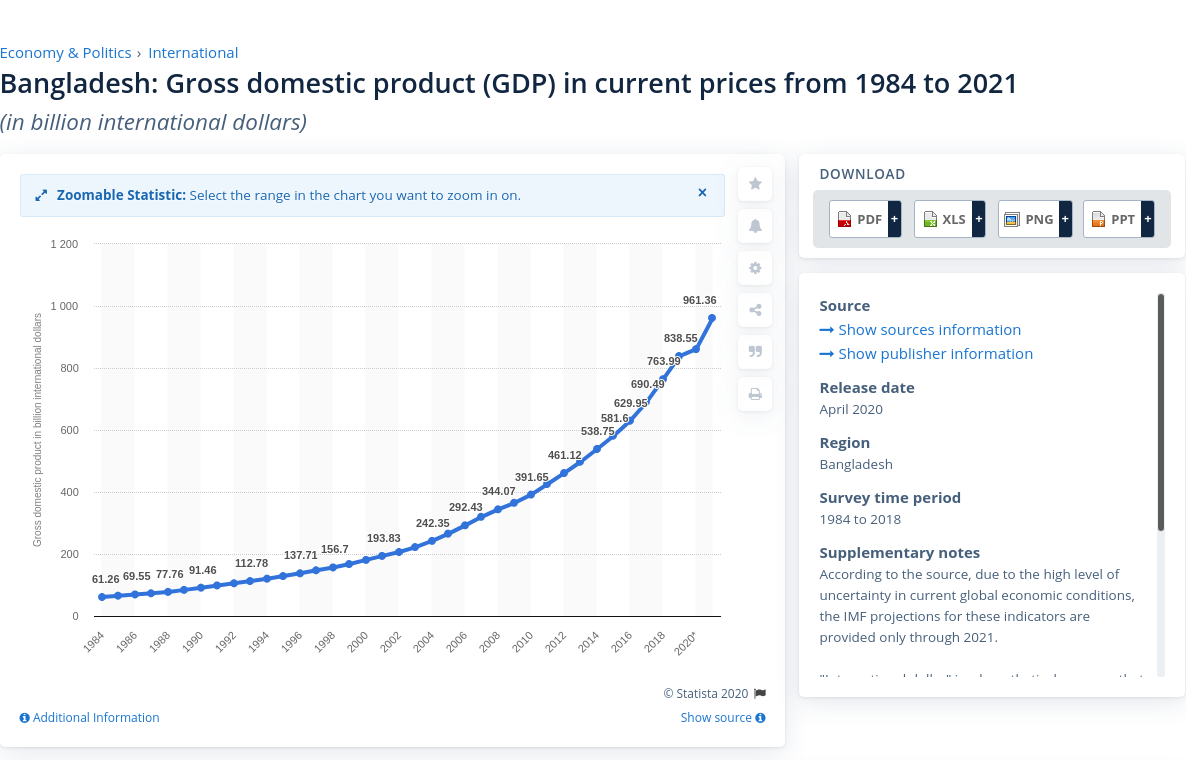 Economy & Politics › International
Bangladesh: Gross domestic product (GDP) in current prices from 1984 to 2021
(in billion international dollars)
Zoomable Statistic: Select the range in the chart you want to zoom in on. ×
Gross domestic product in billion international dollars
1 200
1 000
800
600
400
200
0
61.26
69.55
77.76
91.46
112.78
137.71
156.7
193.83
242.35
292.43
344.07
391.65
461.12
538.75
581.6
629.95
690.49
763.99
838.55
961.36
1984
1986
1988
1990
1992
1994
1996
1998
2000
2002
2004
2006
2008
2010
2012
2014
2016
2018
2020*
© Statista 2020
Additional Information
Show source
DOWNLOAD
PDF +
XLS +
PNG +
PPT +
Source
Show sources information
Show publisher information
Release date
April 2020
Region
Bangladesh
Survey time period
1984 to 2018
Supplementary notes
According to the source, due to the high level of
uncertainty in current global economic conditions,
the IMF projections for these indicators are
provided only through 2021.